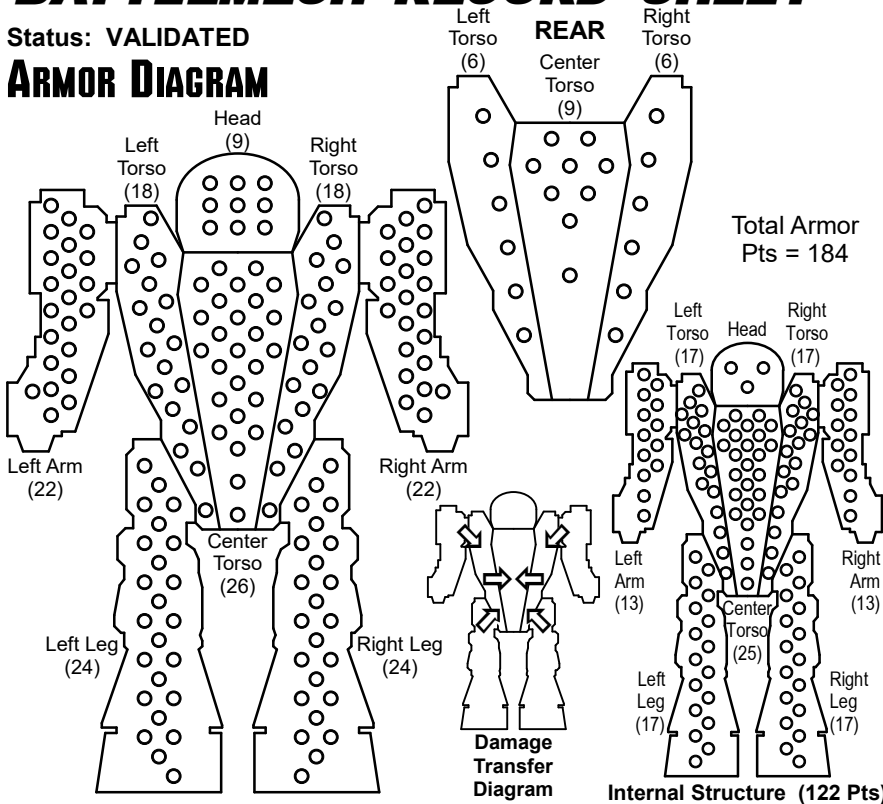 BATTLEMECH RECORD SHEET
Status: VALIDATED
ARMOR DIAGRAM
Left
Torso
(18)
Head
(9)
Right
Torso
(18)
Left Arm
(22)
Right Arm
(22)
Center
Torso
(26)
Left Leg
(24)
Right Leg
(24)
Left
Torso
(6)
REAR
Center
Torso
(9)
Right
Torso
(6)
Total Armor
Pts = 184
Left
Torso
(17)
Head
Right
Torso
(17)
Left
Arm
(13)
Right
Arm
(13)
Center
Torso
(25)
Left
Leg
(17)
Right
Leg
(17)
Damage
Transfer
Diagram
Internal Structure (122 Pts)